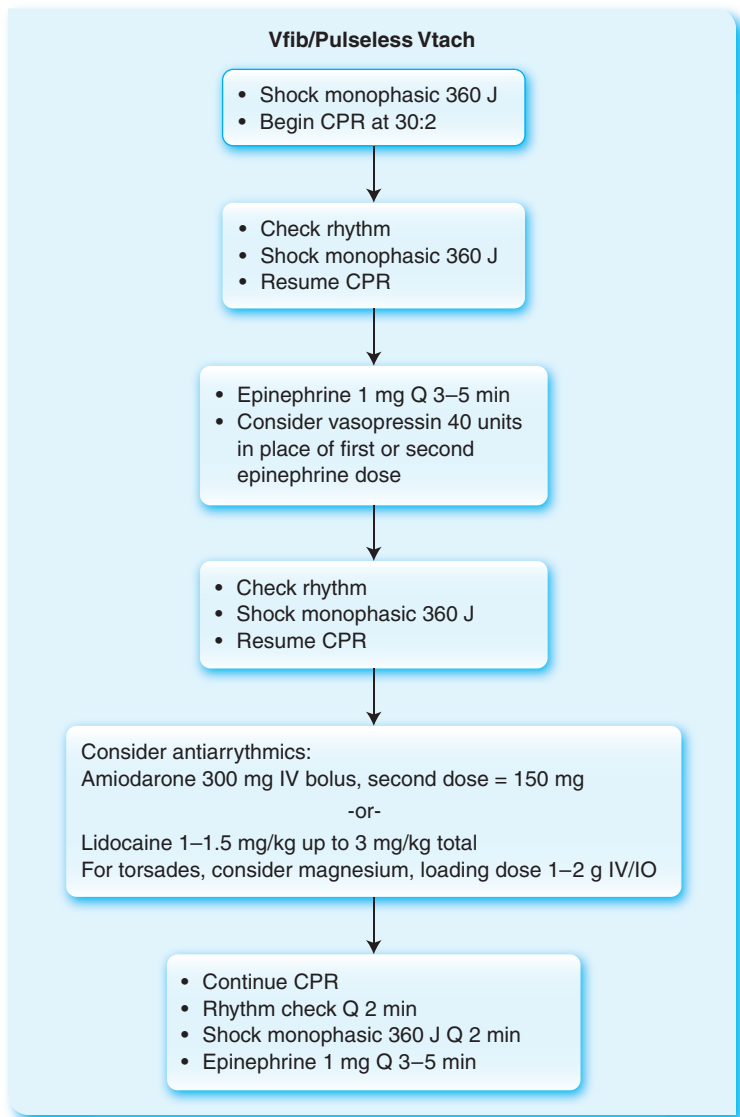 Vfib/Pulseless Vtach
• Shock monophasic 360 J
• Begin CPR at 30:2
• Check rhythm
• Shock monophasic 360 J
• Resume CPR
• Epinephrine 1 mg Q 3–5 min
• Consider vasopressin 40 units
in place of first or second
epinephrine dose
• Check rhythm
• Shock monophasic 360 J
• Resume CPR
Consider antiarrythmics:
Amiodarone 300 mg IV bolus, second dose = 150 mg
-or-
Lidocaine 1–1.5 mg/kg up to 3 mg/kg total
For torsades, consider magnesium, loading dose 1–2 g IV/IO
• Continue CPR
• Rhythm check Q 2 min
• Shock monophasic 360 J Q 2 min
• Epinephrine 1 mg Q 3–5 min